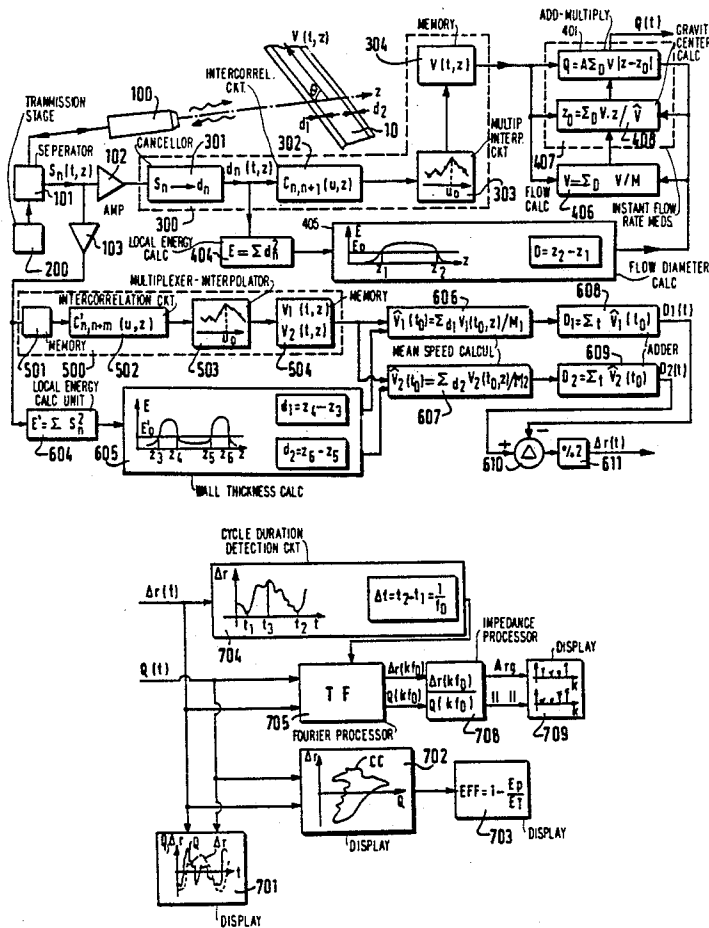 ADD-MULTIPLY
401
Q(t)
GRAVITY
CENTER
CALC
MEMORY
304
V(t,z)
INTERCORREL.
CKT.
V(t,z)
Q=AΣD V |z-z0|
TRANMISSION
STAGE
100
θ
z
d1
d2
10
z0=ΣD V.z/V̂
408
407
SEPERATOR
Sn(t,z)
102
CANCELLOR
301
302
MULTIP
INTERP.
CKT
101
Sn → dn
dn(t,z)
Cn,n+1(u,z)
u0
303
V=ΣD V/M
AMP
300
FLOW
CALC
406
INSTANT FLOW
RATE MEDS.
103
200
LOCAL ENERGY
CALC
404
E=Σdn²
405
E
E0
z1
z2
z
D=z2-z1
FLOW DIAMETER
CALC
MULTIPLEXER-INTERPOLATOR
INTERCORRELATION CKT
MEMORY
606
608
C'n,n+m(u,z)
U0
V1(t,z)
V2(t,z)
V̂1(t0)=Σd1 V1(t0,z)/M1
D1=Σt V̂1(t0)
D1(t)
501
MEMORY
500
502
503
504
MEAN SPEED CALCUL
609
ADDER
D2(t)
LOCAL ENERGY
CALC UNIT
V̂2(t0)=Σd2 V2(t0,z)/M2
D2=Σt V̂2(t0)
607
E'=ΣSn²
604
E
E'0
z3
z4
z5
z6
z
d1=z4-z3
d2=z6-z5
605
WALL THICKNESS CALC
+
-
Δ
610
%2
611
Δr(t)
CYCLE DURATION
DETECTION CKT
Δr(t)
Δr
t1
t3
t2
t
Δt=t2-t1=1/f0
704
IMPEDANCE
PROCESSOR
Q(t)
DISPLAY
TF
705
Δr(kf0)
Q(kf0)
Δr(kf0)
Q(kf0)
708
Arg
|| ||
k
k
709
FOURIER PROCESSOR
Δr
CC
Q
702
DISPLAY
EFF=1-Ep/ET
703
DISPLAY
Q,Δr
Q
Δr
t
701
DISPLAY